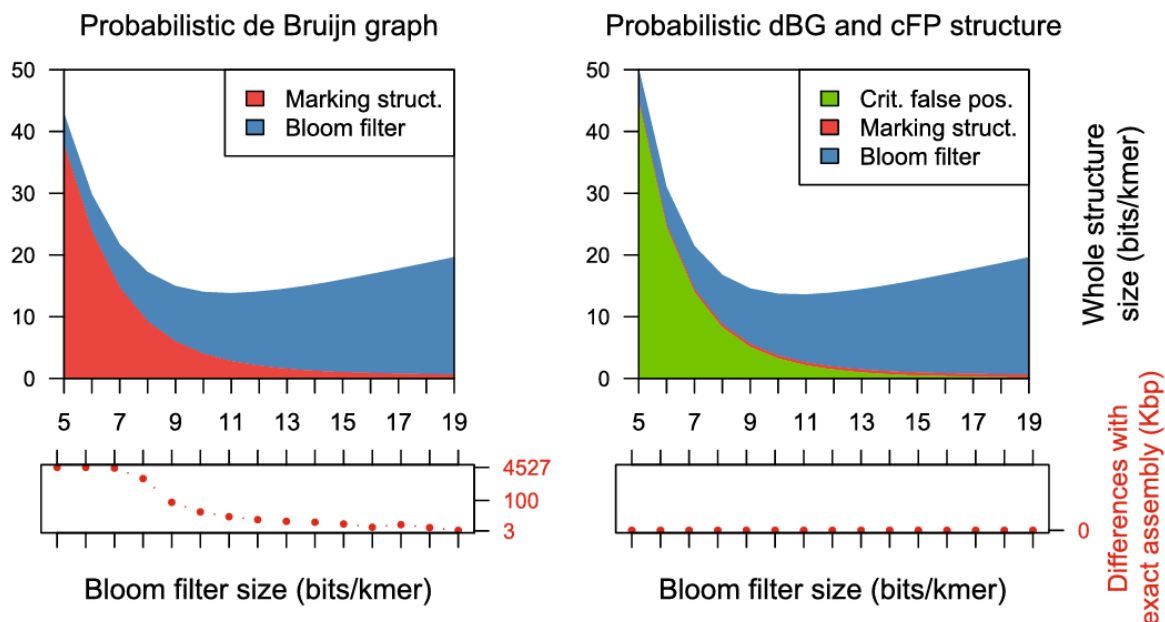 Probabilistic de Bruijn graph
50
40
30
20
10
0
Marking struct.
Bloom filter
5 7 9 11 13 15 17 19
4527
100
3
Bloom filter size (bits/kmer)
Probabilistic dBG and cFP structure
50
40
30
20
10
0
Crit. false pos.
Marking struct.
Bloom filter
5 7 9 11 13 15 17 19
0
Bloom filter size (bits/kmer)
Whole structure
size (bits/kmer)
Differences with
exact assembly (Kbp)